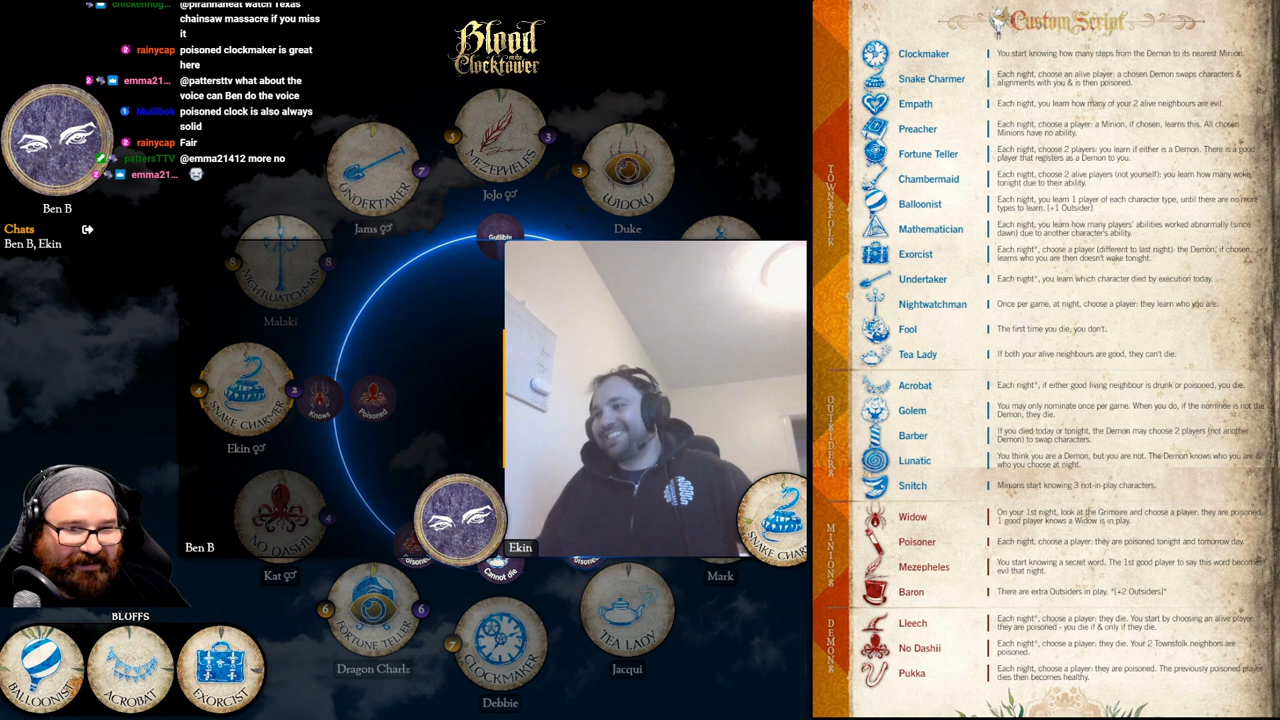 @pirannaheat watch Texas
chainsaw massacre if you miss
it
rainycap poisoned clockmaker is great
here
emma21... @pattersttv what about the
voice can Ben do the voice
Mullibok poisoned clock is also always
solid
rainycap Fair
pattersTTV @emma21412 more no
emma21...
Ben B
Chats
Ben B, Ekin
Blood
on the
Clocktower
UNDERTAKER
7
Jams
5
MEZEPHELES
3
JoJo
Gullible
3
WIDOW
Duke
8
NIGHTWATCHMAN
8
Malaki
4
SNAKE CHARMER
2
Ekin
Knows
Poisoned
NO DASHII
4
Kat
Ben B
Ekin
SNAKE CHAR
Cannot die
Mark
6
FORTUNE TELLER
6
Dragon Charlz
7
CLOCKMAKER
Debbie
TEA LADY
Jacqui
BLUFFS
BALLOONIST
ACROBAT
EXORCIST
Custom Script
TOWNSFOLK
Clockmaker You start knowing how many steps from the Demon to its nearest Minion.
Snake Charmer Each night, choose an alive player: a chosen Demon swaps characters &
alignments with you & is then poisoned.
Empath Each night, you learn how many of your 2 alive neighbours are evil.
Preacher Each night, choose a player: a Minion, if chosen, learns this. All chosen
Minions have no ability.
Fortune Teller Each night, choose 2 players: you learn if either is a Demon. There is a good
player that registers as a Demon to you.
Chambermaid Each night, choose 2 alive players (not yourself): you learn how many woke
tonight due to their ability.
Balloonist Each night, you learn 1 player of each character type, until there are no more
types to learn. [+1 Outsider]
Mathematician Each night, you learn how many players' abilities worked abnormally (since
dawn) due to another character's ability.
Exorcist Each night*, choose a player (different to last night): the Demon, if chosen,
learns who you are then doesn't wake tonight.
Undertaker Each night*, you learn which character died by execution today.
Nightwatchman Once per game, at night, choose a player: they learn who you are.
Fool The first time you die, you don't.
Tea Lady If both your alive neighbours are good, they can't die.
OUTSIDERS
Acrobat Each night*, if either good living neighbour is drunk or poisoned, you die.
Golem You may only nominate once per game. When you do, if the nominee is not the
Demon, they die.
Barber If you died today or tonight, the Demon may choose 2 players (not another
Demon) to swap characters.
Lunatic You think you are a Demon, but you are not. The Demon knows who you are &
who you choose at night.
Snitch Minions start knowing 3 not-in-play characters.
MINIONS
Widow On your 1st night, look at the Grimoire and choose a player: they are poisoned.
1 good player knows a Widow is in play.
Poisoner Each night, choose a player: they are poisoned tonight and tomorrow day.
Mezepheles You start knowing a secret word. The 1st good player to say this word becomes
evil that night.
Baron There are extra Outsiders in play. *[+2 Outsiders]*
DEMONS
Lleech Each night*, choose a player: they die. You start by choosing an alive player:
they are poisoned - you die if & only if they die.
No Dashii Each night*, choose a player: they die. Your 2 Townsfolk neighbors are
poisoned.
Pukka Each night, choose a player: they are poisoned. The previously poisoned player
dies then becomes healthy.